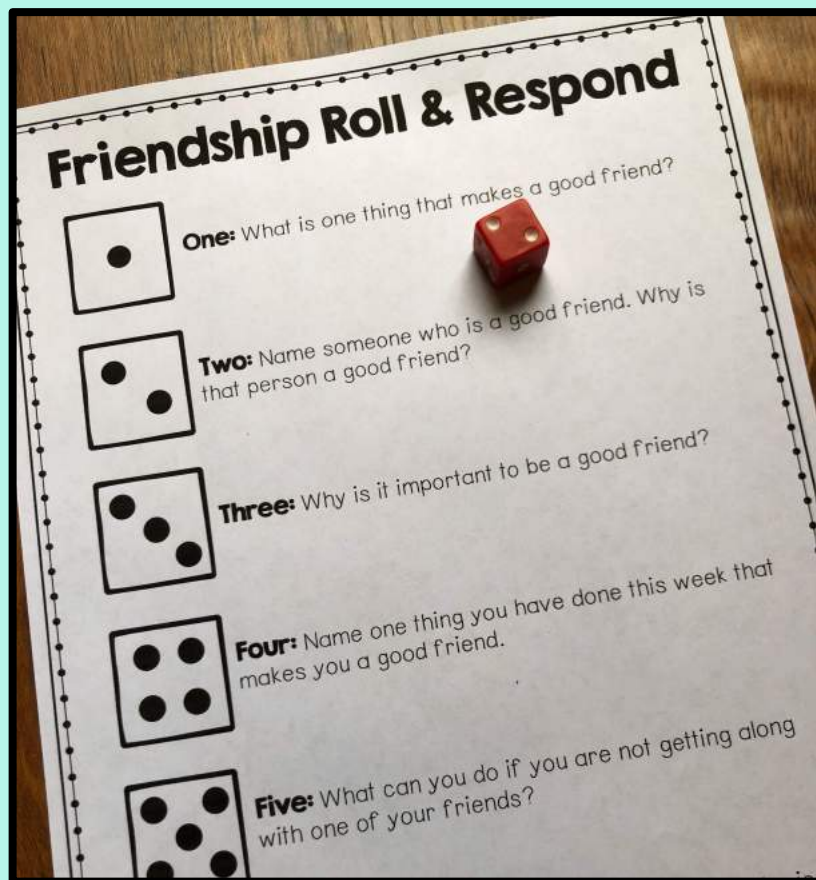 Friendship Roll & Respond
One: What is one thing that makes a good friend?
Two: Name someone who is a good friend. Why is
that person a good friend?
Three: Why is it important to be a good friend?
Four: Name one thing you have done this week that
makes you a good friend.
Five: What can you do if you are not getting along
with one of your friends?